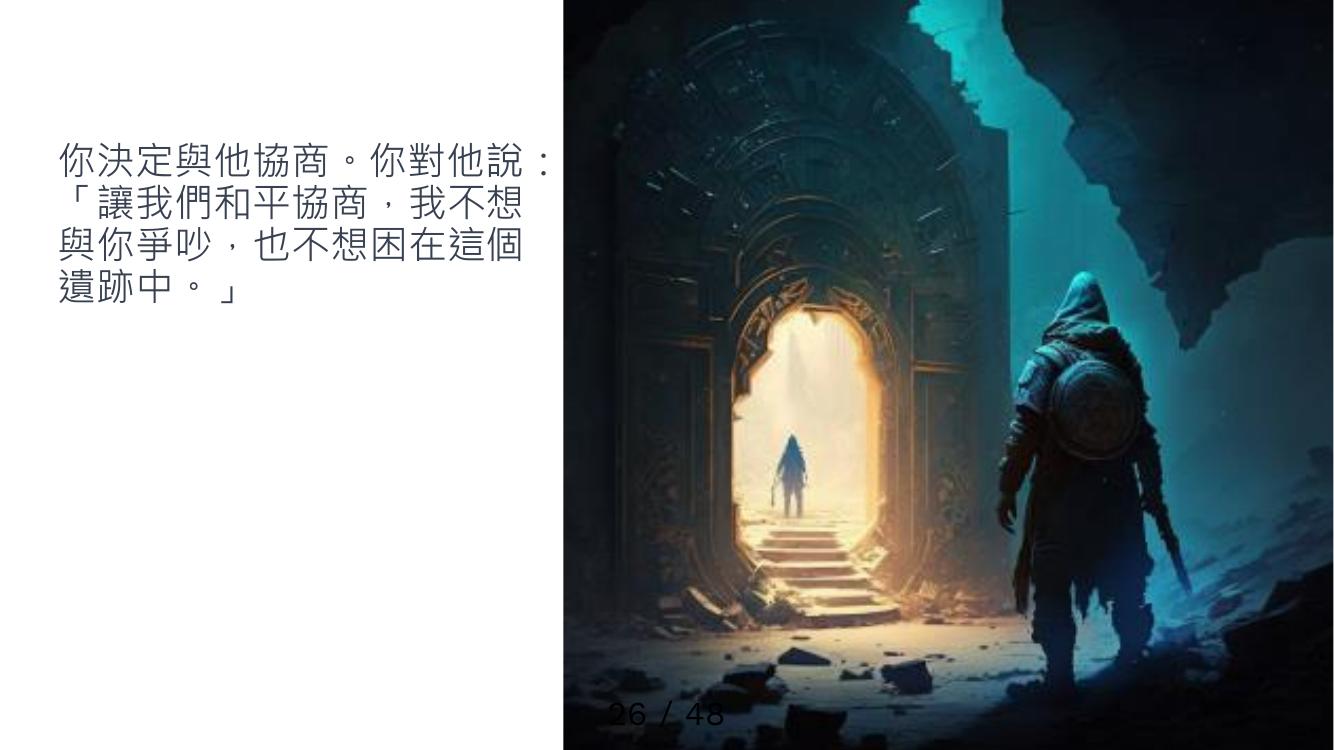 你決定與他協商。你對他說：
「讓我們和平協商，我不想
與你爭吵，也不想困在這個
遺跡中。」
26 / 48